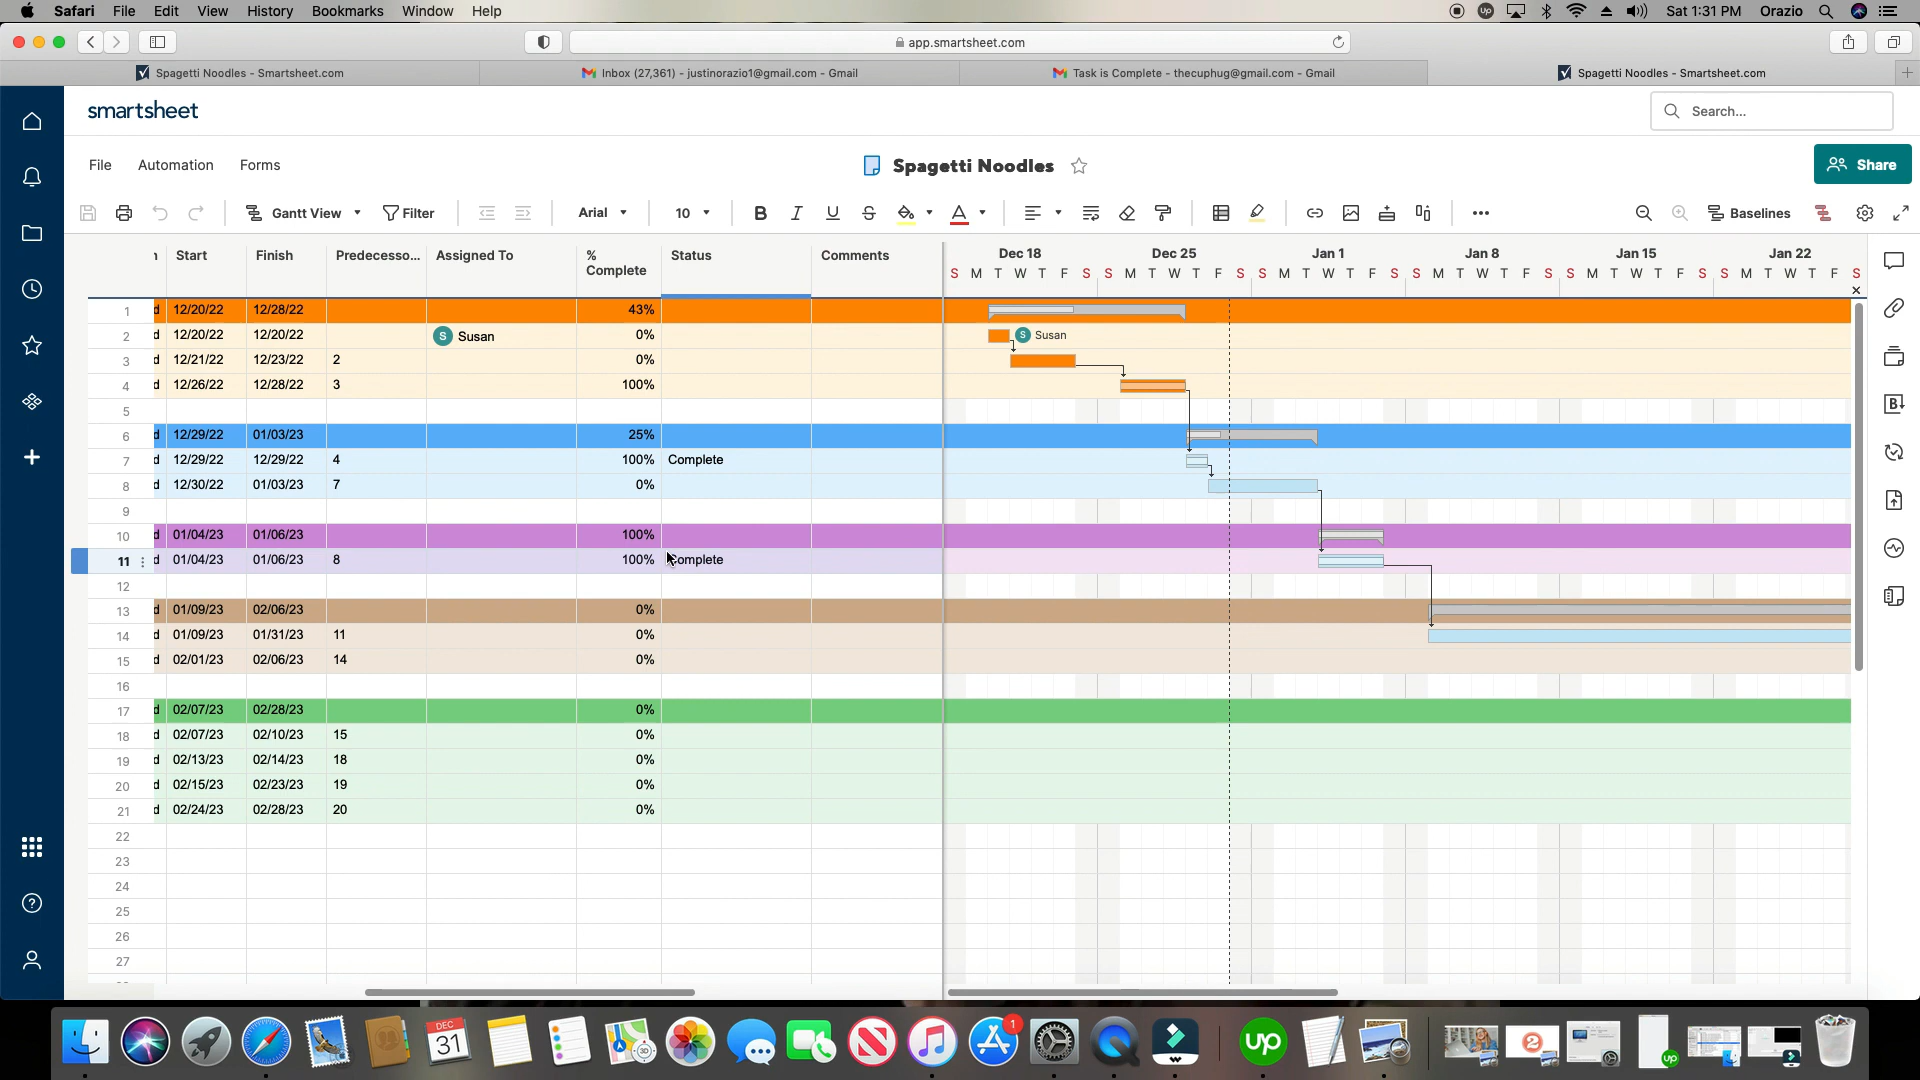 Safari File Edit View History Bookmarks Window Help Up Sat 1:31 PM Orazio
app.smartsheet.com
Spagetti Noodles - Smartsheet.com Inbox (27,361) - justinorazio1@gmail.com - Gmail Task is Complete - thecuphug@gmail.com - Gmail Spagetti Noodles - Smartsheet.com
smartsheet Search...
File Automation Forms Spagetti Noodles Share
Gantt View Filter Arial 10 B I U S A Baselines
n Start Finish Predecesso... Assigned To % Complete Status Comments Dec 18 Dec 25 Jan 1 Jan 8 Jan 15 Jan 22
S M T W T F S S M T W T F S S M T W T F S S M T W T F S S M T W T F S S M T W T F S
1 d 12/20/22 12/28/22 43%
2 d 12/20/22 12/20/22 S Susan 0% S Susan
3 d 12/21/22 12/23/22 2 0%
4 d 12/26/22 12/28/22 3 100%
5
6 d 12/29/22 01/03/23 25%
7 d 12/29/22 12/29/22 4 100% Complete
8 d 12/30/22 01/03/23 7 0%
9
10 d 01/04/23 01/06/23 100%
11 d 01/04/23 01/06/23 8 100% Complete
12
13 d 01/09/23 02/06/23 0%
14 d 01/09/23 01/31/23 11 0%
15 d 02/01/23 02/06/23 14 0%
16
17 d 02/07/23 02/28/23 0%
18 d 02/07/23 02/10/23 15 0%
19 d 02/13/23 02/14/23 18 0%
20 d 02/15/23 02/23/23 19 0%
21 d 02/24/23 02/28/23 20 0%
22
23
24
25
26
27
DEC 31 3D 1 up 2